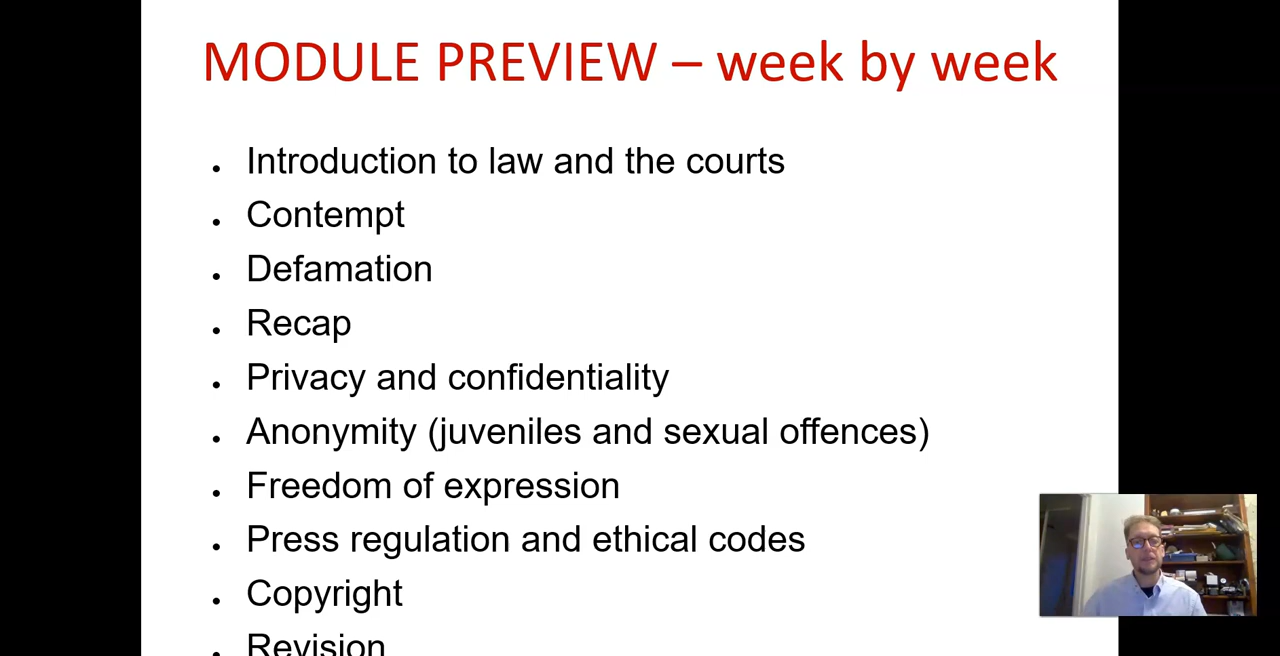 MODULE PREVIEW – week by week
. Introduction to law and the courts
. Contempt
. Defamation
. Recap
. Privacy and confidentiality
. Anonymity (juveniles and sexual offences)
. Freedom of expression
. Press regulation and ethical codes
. Copyright
. Revision